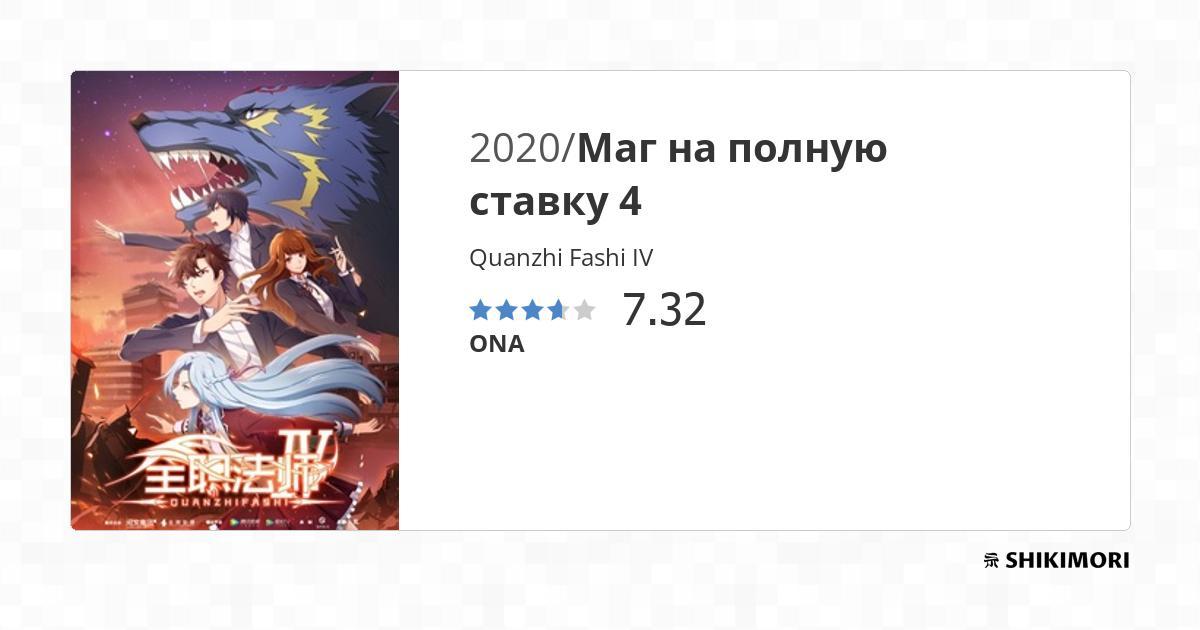 2020/Маг на полную
ставку 4
Quanzhi Fashi IV
7.32
ONA
全职法师 IV
QUANZHIFASHI
SHIKIMORI